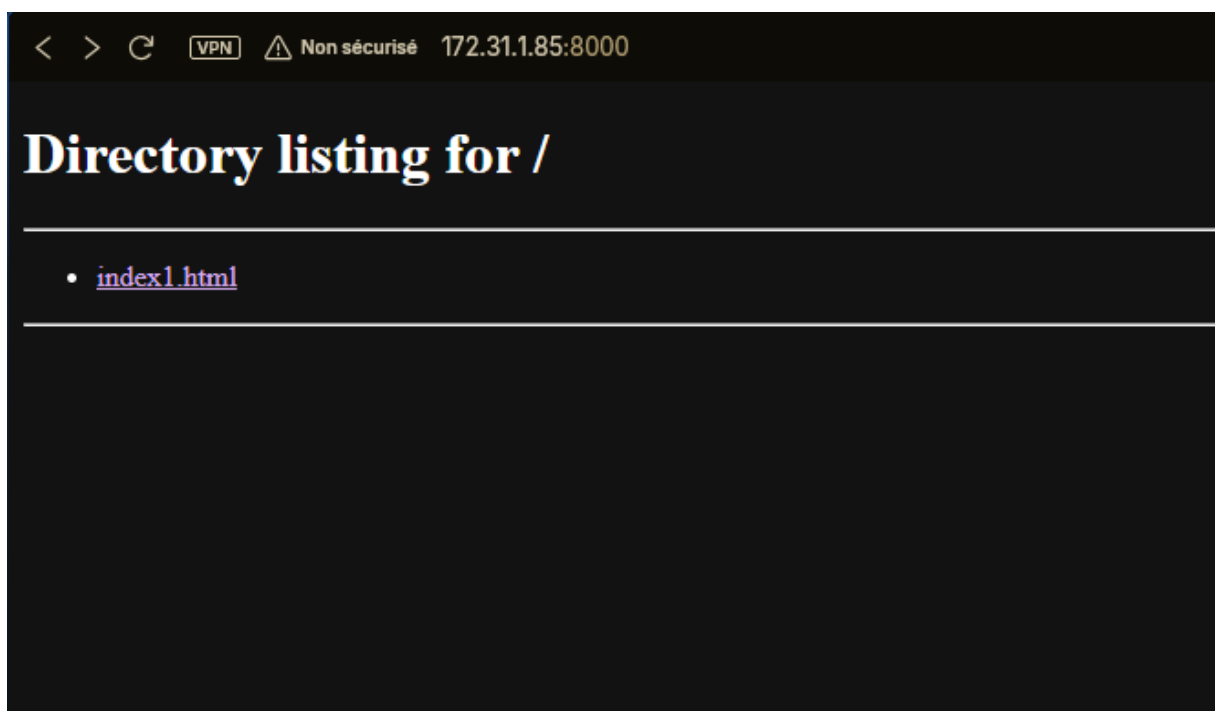 VPN Non sécurisé 172.31.1.85:8000
Directory listing for /
index1.html